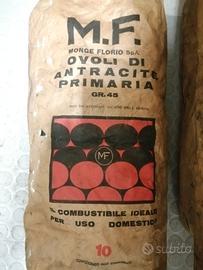 M.F.
MONGE FLORIO SpA
OVOLI DI
ANTRACITE
PRIMARIA
GR. 45
MF
IL COMBUSTIBILE IDEALE
PER USO DOMESTICO
10
subito